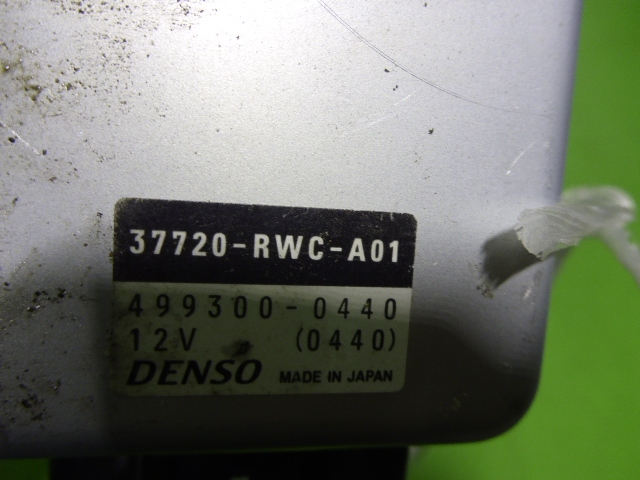 37720-RWC-A01
499300-0440
12V (0440)
DENSO MADE IN JAPAN